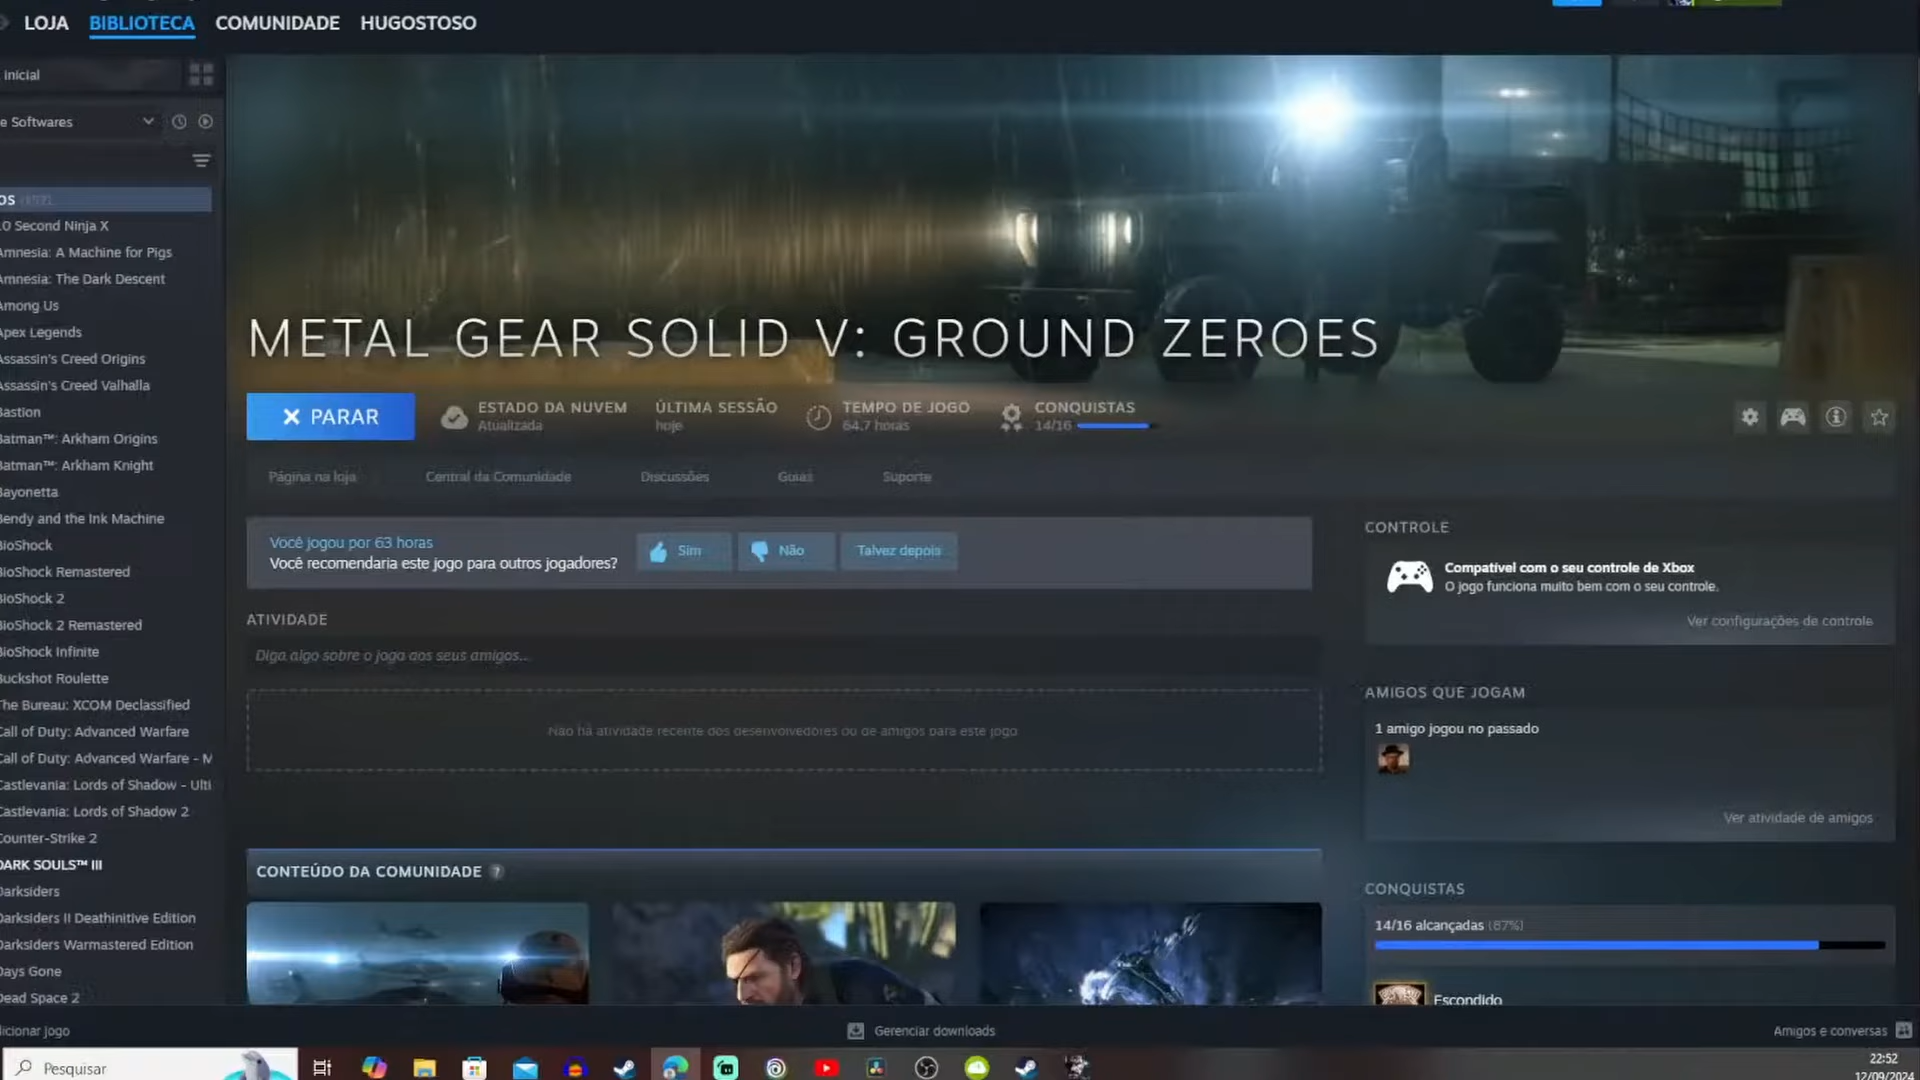 LOJA BIBLIOTECA COMUNIDADE HUGOSTOSO
inicial
e Softwares
OS
10 Second Ninja X
Amnesia: A Machine for Pigs
Amnesia: The Dark Descent
Among Us
Apex Legends
Assassin's Creed Origins
Assassin's Creed Valhalla
Bastion
Batman™: Arkham Origins
Batman™: Arkham Knight
Bayonetta
Bendy and the Ink Machine
BioShock
BioShock Remastered
BioShock 2
BioShock 2 Remastered
BioShock Infinite
Buckshot Roulette
The Bureau: XCOM Declassified
Call of Duty: Advanced Warfare
Call of Duty: Advanced Warfare - M
Castlevania: Lords of Shadow - Ulti
Castlevania: Lords of Shadow 2
Counter-Strike 2
DARK SOULS™ III
Darksiders
Darksiders II Deathinitive Edition
Darksiders Warmastered Edition
Days Gone
Dead Space 2
METAL GEAR SOLID V: GROUND ZEROES
PARAR
ESTADO DA NUVEM
Atualizada
ÚLTIMA SESSÃO
hoje
TEMPO DE JOGO
64.7 horas
CONQUISTAS
14/16
Página na loja Central da Comunidade Discussões Guias Suporte
Você jogou por 63 horas
Você recomendaria este jogo para outros jogadores?
Sim Não Talvez depois
ATIVIDADE
Diga algo sobre o jogo aos seus amigos...
Não há atividade recente dos desenvolvedores ou de amigos para este jogo
CONTEÚDO DA COMUNIDADE ?
CONTROLE
Compatível com o seu controle de Xbox
O jogo funciona muito bem com o seu controle.
Ver configurações de controle
AMIGOS QUE JOGAM
1 amigo jogou no passado
Ver atividade de amigos
CONQUISTAS
14/16 alcançadas (87%)
Escondido
dicionar jogo
Gerenciar downloads
Amigos e conversas
Pesquisar
22:52
12/09/2024